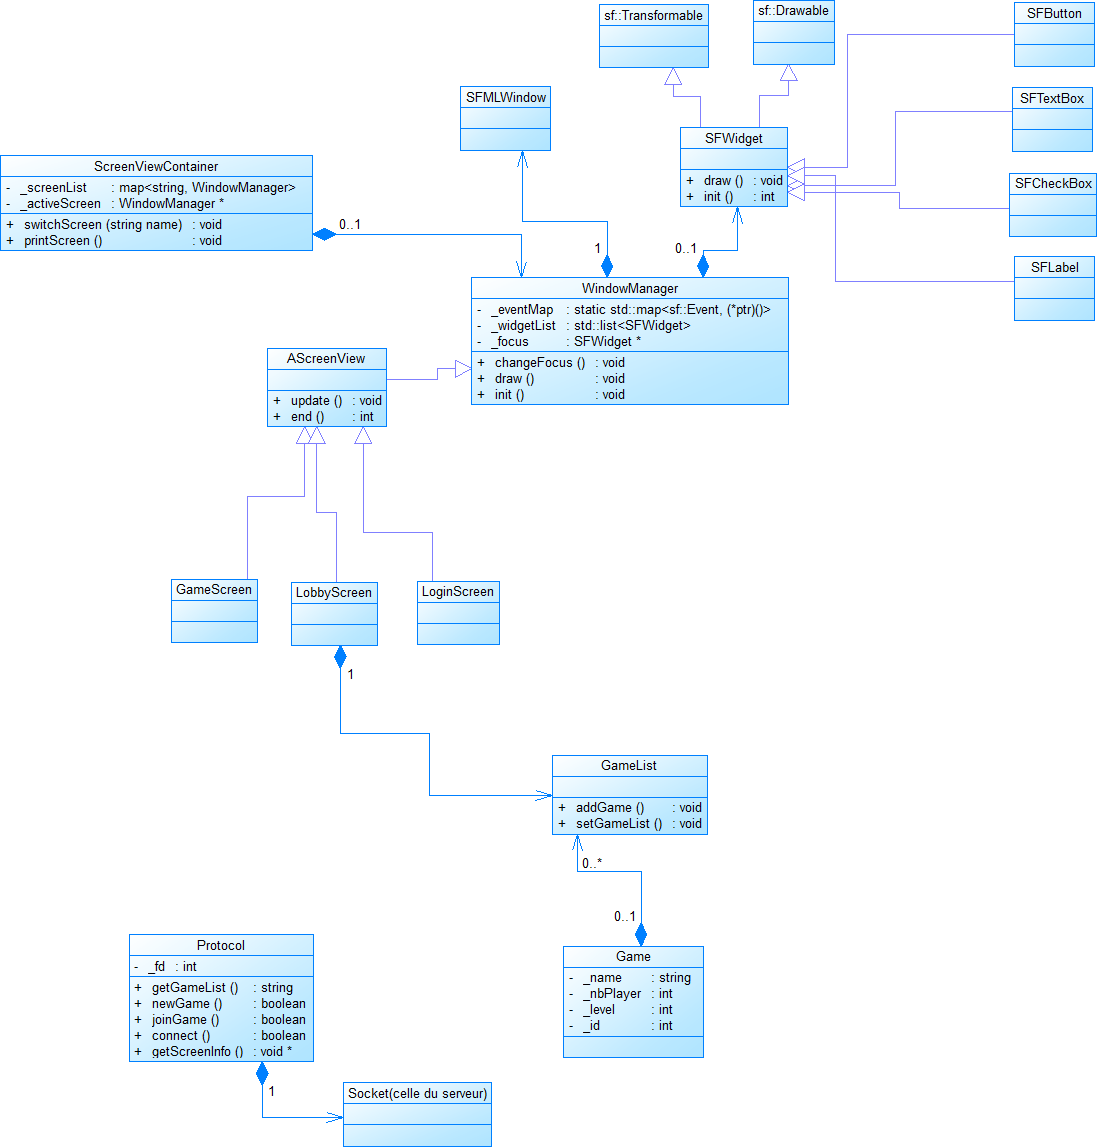 sf::Transformable
sf::Drawable
SFButton
SFTextBox
SFCheckBox
SFLabel
SFMLWindow
SFWidget
+ draw () : void
+ init () : int
ScreenViewContainer
- _screenList : map<string, WindowManager>
- _activeScreen : WindowManager *
+ switchScreen (string name) : void
+ printScreen () : void
0..1
1
0..1
WindowManager
- _eventMap : static std::map<sf::Event, (*ptr)()>
- _widgetList : std::list<SFWidget>
- _focus : SFWidget *
+ changeFocus () : void
+ draw () : void
+ init () : void
AScreenView
+ update () : void
+ end () : int
GameScreen
LobbyScreen
LoginScreen
1
GameList
+ addGame () : void
+ setGameList () : void
0..*
0..1
Game
- _name : string
- _nbPlayer : int
- _level : int
- _id : int
Protocol
- _fd : int
+ getGameList () : string
+ newGame () : boolean
+ joinGame () : boolean
+ connect () : boolean
+ getScreenInfo () : void *
1
Socket(celle du serveur)